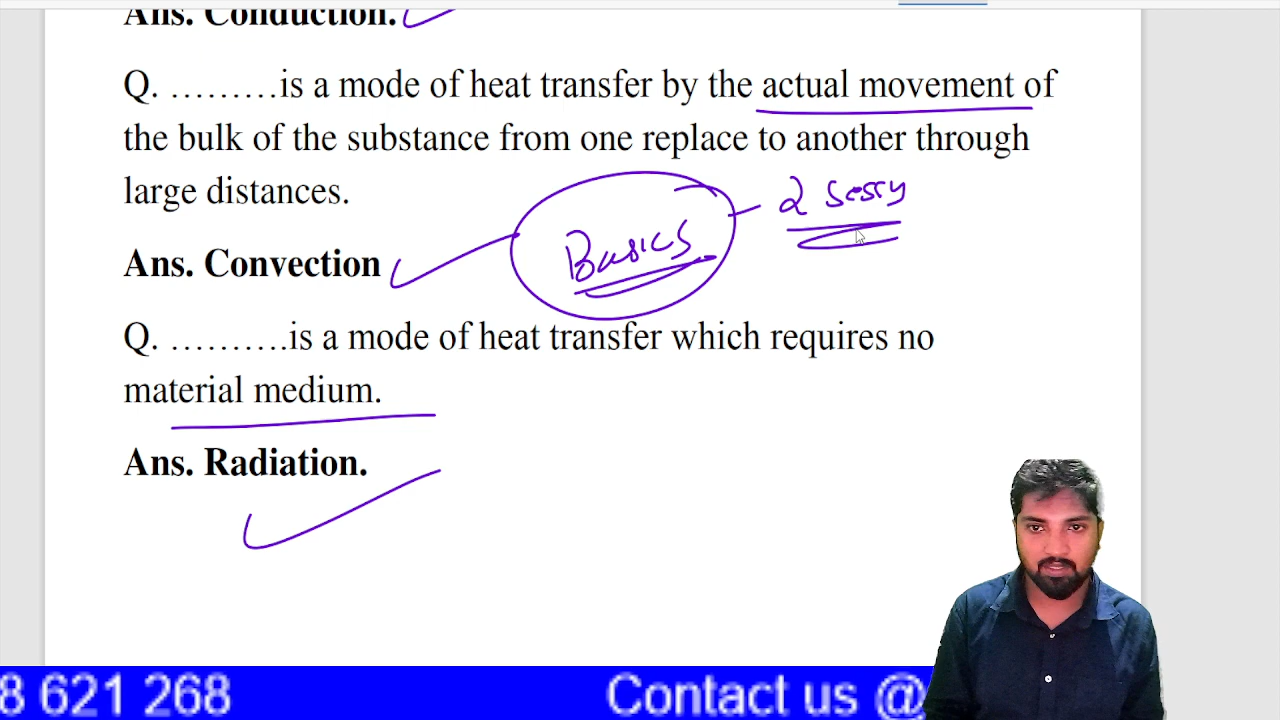 Ans. Conduction.
Q. .........is a mode of heat transfer by the actual movement of
the bulk of the substance from one replace to another through
large distances.
2
Basics
Ans. Convection
Q. ..........is a mode of heat transfer which requires no
material medium.
Ans. Radiation.
8 621 268 Contact us @